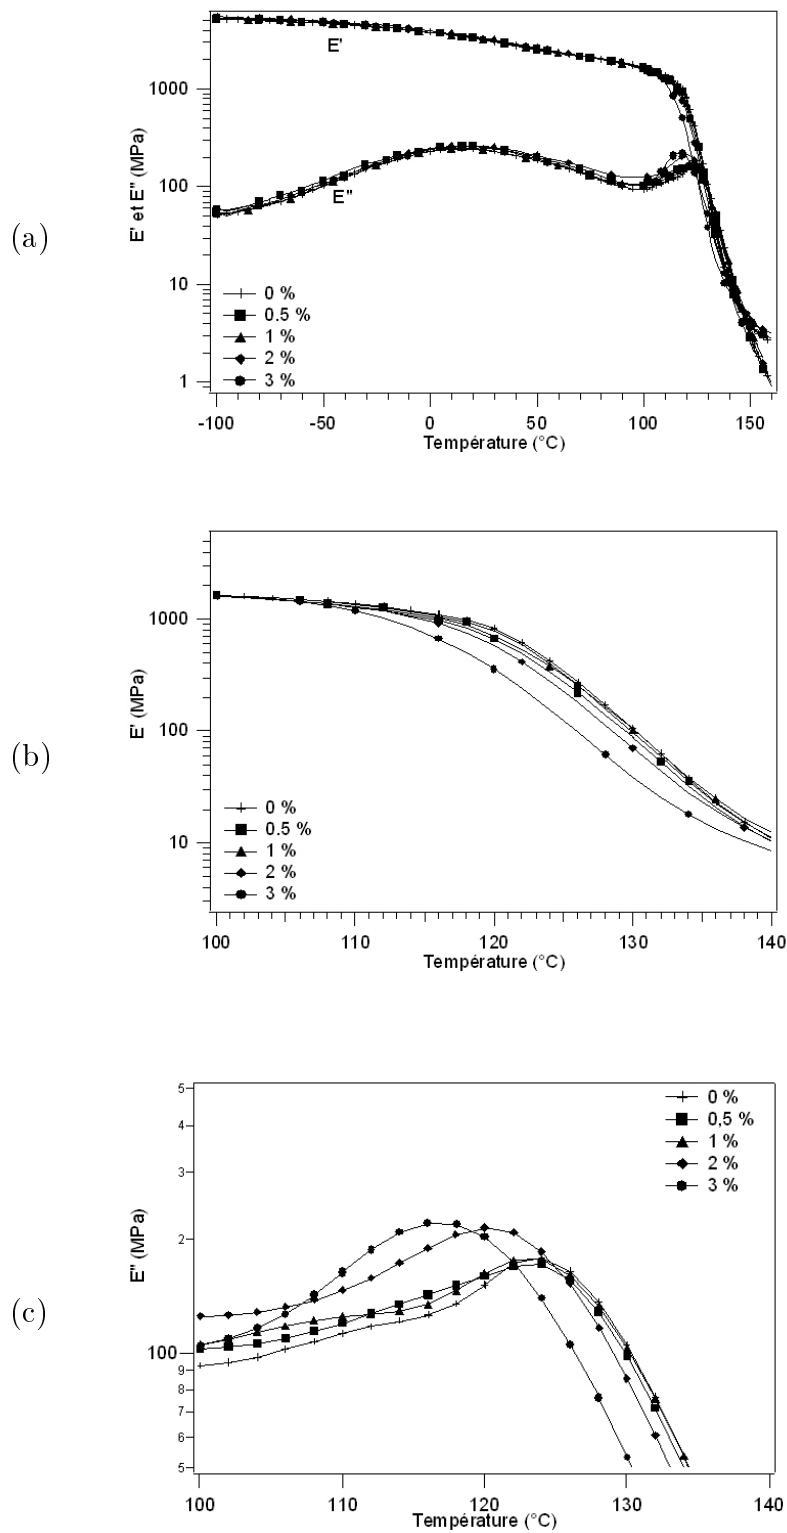 (a)
E' et E'' (MPa)
1000
100
10
1
E'
E''
0 %
0.5 %
1 %
2 %
3 %
-100 -50 0 50 100 150
Température (°C)
(b)
E' (MPa)
1000
100
10
0 %
0.5 %
1 %
2 %
3 %
100 110 120 130 140
Température (°C)
(c)
E'' (MPa)
5
4
3
2
100
9
8
7
6
5
0 %
0,5 %
1 %
2 %
3 %
100 110 120 130 140
Température (°C)